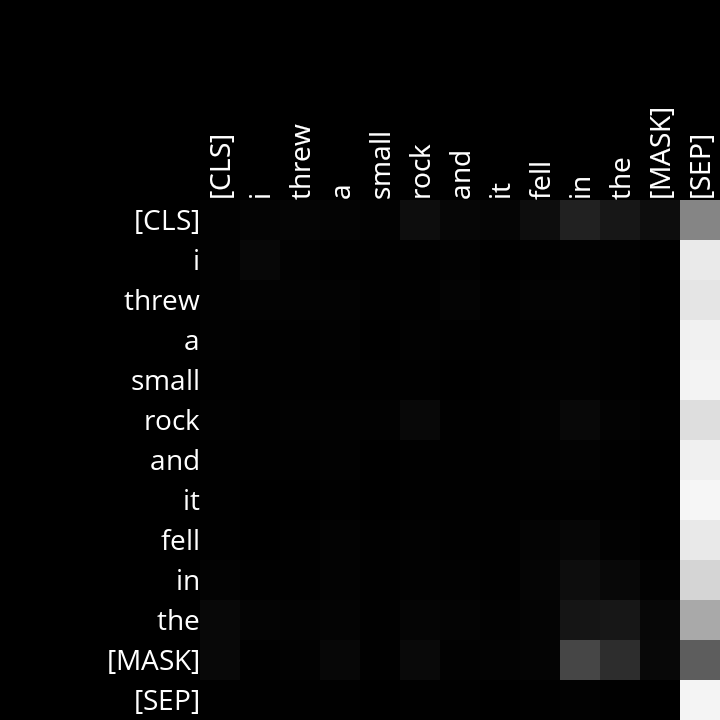 [CLS] i threw a small rock and it fell in the [MASK] [SEP]
[CLS]
i
threw
a
small
rock
and
it
fell
in
the
[MASK]
[SEP]